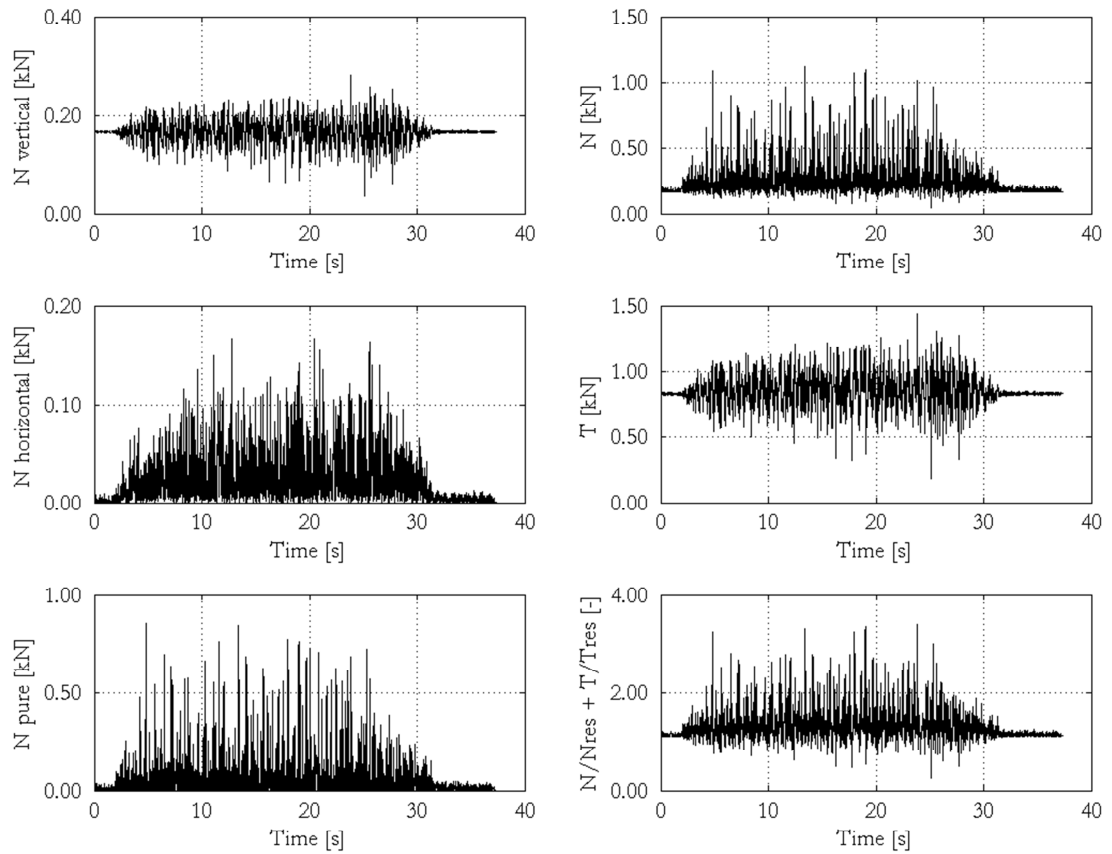 0.40
0.20
0.00
N vertical [kN]
0 10 20 30 40
Time [s]
1.50
1.00
0.50
0.00
N [kN]
0 10 20 30 40
Time [s]
0.20
0.10
0.00
N horizontal [kN]
0 10 20 30 40
Time [s]
1.50
1.00
0.50
0.00
T [kN]
0 10 20 30 40
Time [s]
1.00
0.50
0.00
N pure [kN]
0 10 20 30 40
Time [s]
4.00
2.00
0.00
N/Nres + T/Tres [-]
0 10 20 30 40
Time [s]